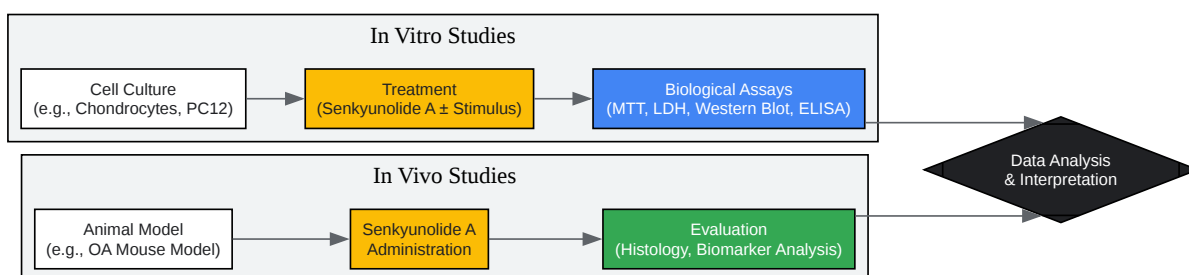 In Vitro Studies
Cell Culture
(e.g., Chondrocytes, PC12)
Treatment
(Senkyunolide A ± Stimulus)
Biological Assays
(MTT, LDH, Western Blot, ELISA)
In Vivo Studies
Animal Model
(e.g., OA Mouse Model)
Senkyunolide A
Administration
Evaluation
(Histology, Biomarker Analysis)
Data Analysis
& Interpretation